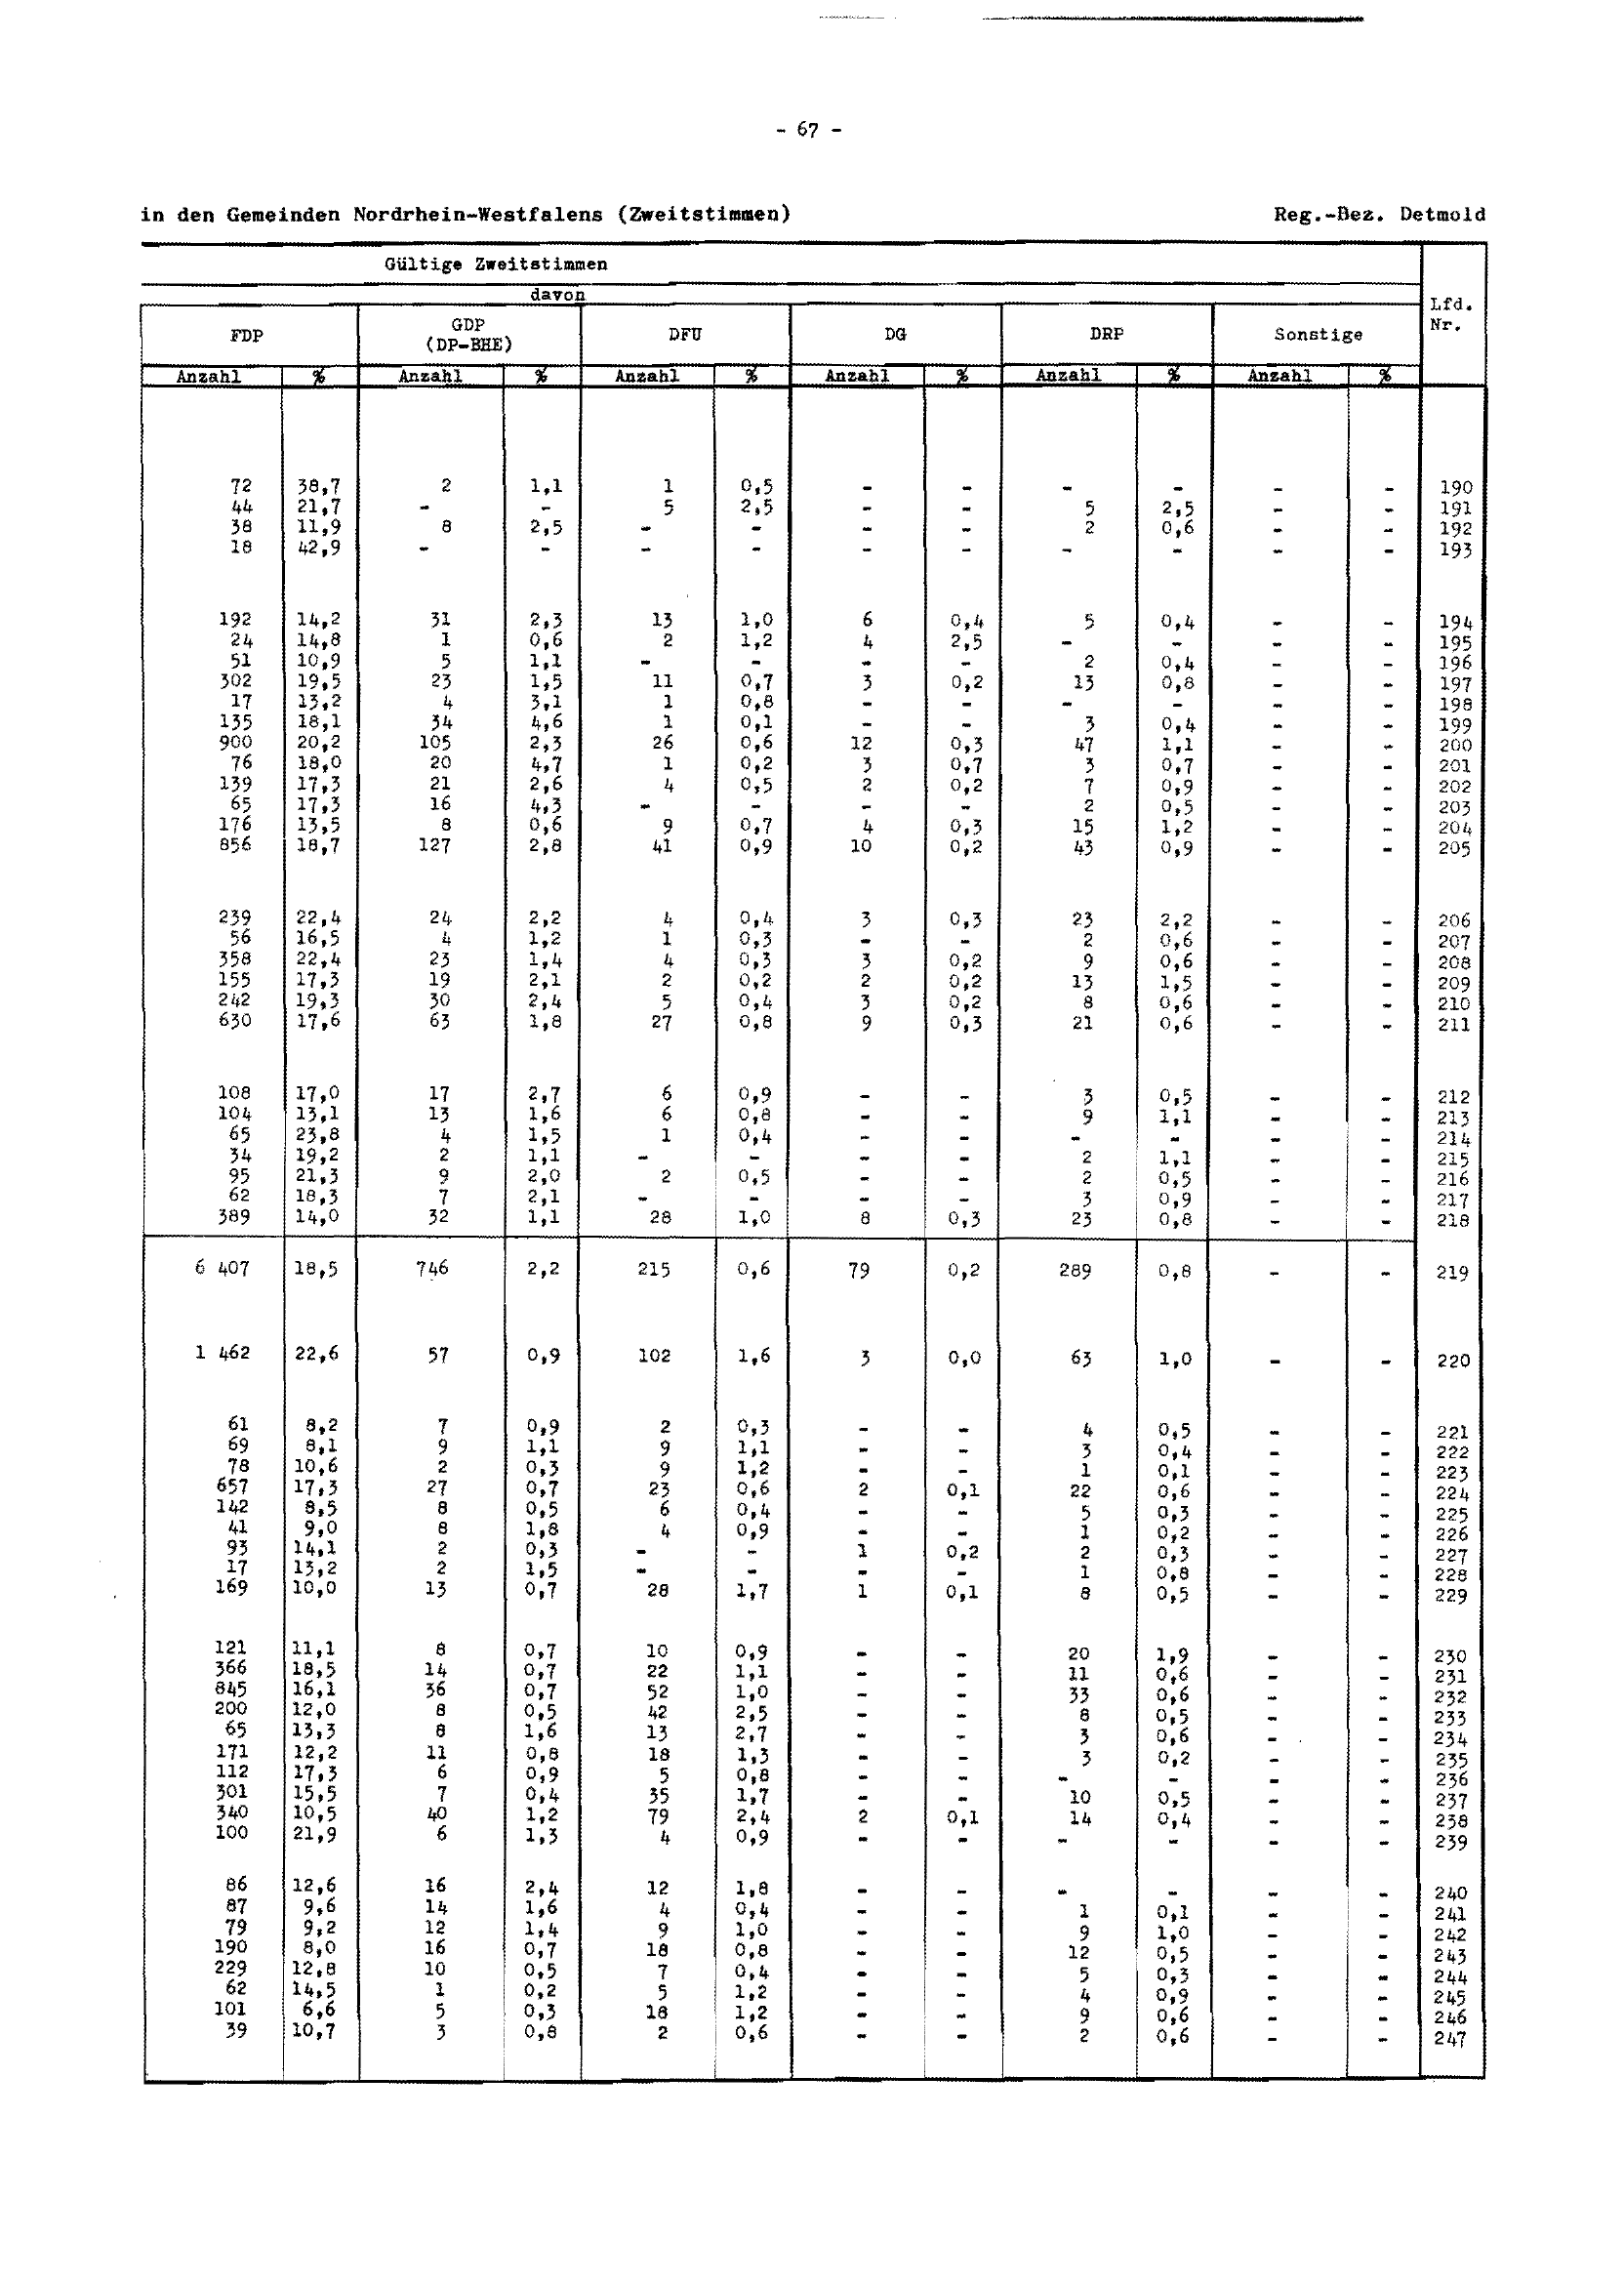 - 67 -
in den Gemeinden Nordrhein-Westfalens (Zweitstimmen) Reg.-Bez. Detmold
Gültige Zweitstimmen
davon
Lfd. Nr.
FDP GDP (DP-BHE) DFU DG DRP Sonstige
Anzahl % Anzahl % Anzahl % Anzahl % Anzahl % Anzahl %
72 38,7 2 1,1 1 0,5 - - - - - - 190
44 21,7 - - 5 2,5 - - 5 2,5 - - 191
38 11,9 8 2,5 - - - - 2 0,6 - - 192
18 42,9 - - - - - - - - - - 193
192 14,2 31 2,3 13 1,0 6 0,4 5 0,4 - - 194
24 14,8 1 0,6 2 1,2 4 2,5 - - - - 195
51 10,9 5 1,1 - - - - 2 0,4 - - 196
302 19,5 23 1,5 11 0,7 3 0,2 13 0,8 - - 197
17 13,2 4 3,1 1 0,8 - - - - - - 198
135 18,1 34 4,6 1 0,1 - - 3 0,4 - - 199
900 20,2 105 2,3 26 0,6 12 0,3 47 1,1 - - 200
76 18,0 20 4,7 1 0,2 3 0,7 3 0,7 - - 201
139 17,3 21 2,6 4 0,5 2 0,2 7 0,9 - - 202
65 17,3 16 4,3 - - - - 2 0,5 - - 203
176 13,5 8 0,6 9 0,7 4 0,3 15 1,2 - - 204
856 18,7 127 2,8 41 0,9 10 0,2 43 0,9 - - 205
239 22,4 24 2,2 4 0,4 3 0,3 23 2,2 - - 206
56 16,5 4 1,2 1 0,3 - - 2 0,6 - - 207
358 22,4 23 1,4 4 0,3 3 0,2 9 0,6 - - 208
155 17,3 19 2,1 2 0,2 2 0,2 13 1,5 - - 209
242 19,3 30 2,4 5 0,4 3 0,2 8 0,6 - - 210
630 17,6 63 1,8 27 0,8 9 0,3 21 0,6 - - 211
108 17,0 17 2,7 6 0,9 - - 3 0,5 - - 212
104 13,1 13 1,6 6 0,8 - - 9 1,1 - - 213
65 23,8 4 1,5 1 0,4 - - - - - - 214
34 19,2 2 1,1 - - - - 2 1,1 - - 215
95 21,3 9 2,0 2 0,5 - - 2 0,5 - - 216
62 18,3 7 2,1 - - - - 3 0,9 - - 217
389 14,0 32 1,1 28 1,0 8 0,3 23 0,8 - - 218
6 407 18,5 746 2,2 215 0,6 79 0,2 289 0,8 - - 219
1 462 22,6 57 0,9 102 1,6 3 0,0 63 1,0 - - 220
61 8,2 7 0,9 2 0,3 - - 4 0,5 - - 221
69 8,1 9 1,1 9 1,1 - - 3 0,4 - - 222
78 10,6 2 0,3 9 1,2 - - 1 0,1 - - 223
657 17,3 27 0,7 23 0,6 2 0,1 22 0,6 - - 224
142 8,5 8 0,5 6 0,4 - - 5 0,3 - - 225
41 9,0 8 1,8 4 0,9 - - 1 0,2 - - 226
93 14,1 2 0,3 - - 1 0,2 2 0,3 - - 227
17 13,2 2 1,5 - - - - 1 0,8 - - 228
169 10,0 13 0,7 28 1,7 1 0,1 8 0,5 - - 229
121 11,1 8 0,7 10 0,9 - - 20 1,9 - - 230
366 18,5 14 0,7 22 1,1 - - 11 0,6 - - 231
845 16,1 36 0,7 52 1,0 - - 33 0,6 - - 232
200 12,0 8 0,5 42 2,5 - - 8 0,5 - - 233
65 13,3 8 1,6 13 2,7 - - 3 0,6 - - 234
171 12,2 11 0,8 18 1,3 - - 3 0,2 - - 235
112 17,3 6 0,9 5 0,8 - - - - - - 236
301 15,5 7 0,4 35 1,7 - - 10 0,5 - - 237
340 10,5 40 1,2 79 2,4 2 0,1 14 0,4 - - 238
100 21,9 6 1,3 4 0,9 - - - - - - 239
86 12,6 16 2,4 12 1,8 - - - - - - 240
87 9,6 14 1,6 4 0,4 - - 1 0,1 - - 241
79 9,2 12 1,4 9 1,0 - - 9 1,0 - - 242
190 8,0 16 0,7 18 0,8 - - 12 0,5 - - 243
229 12,8 10 0,5 7 0,4 - - 5 0,3 - - 244
62 14,5 1 0,2 5 1,2 - - 4 0,9 - - 245
101 6,6 5 0,3 18 1,2 - - 9 0,6 - - 246
39 10,7 3 0,8 2 0,6 - - 2 0,6 - - 247